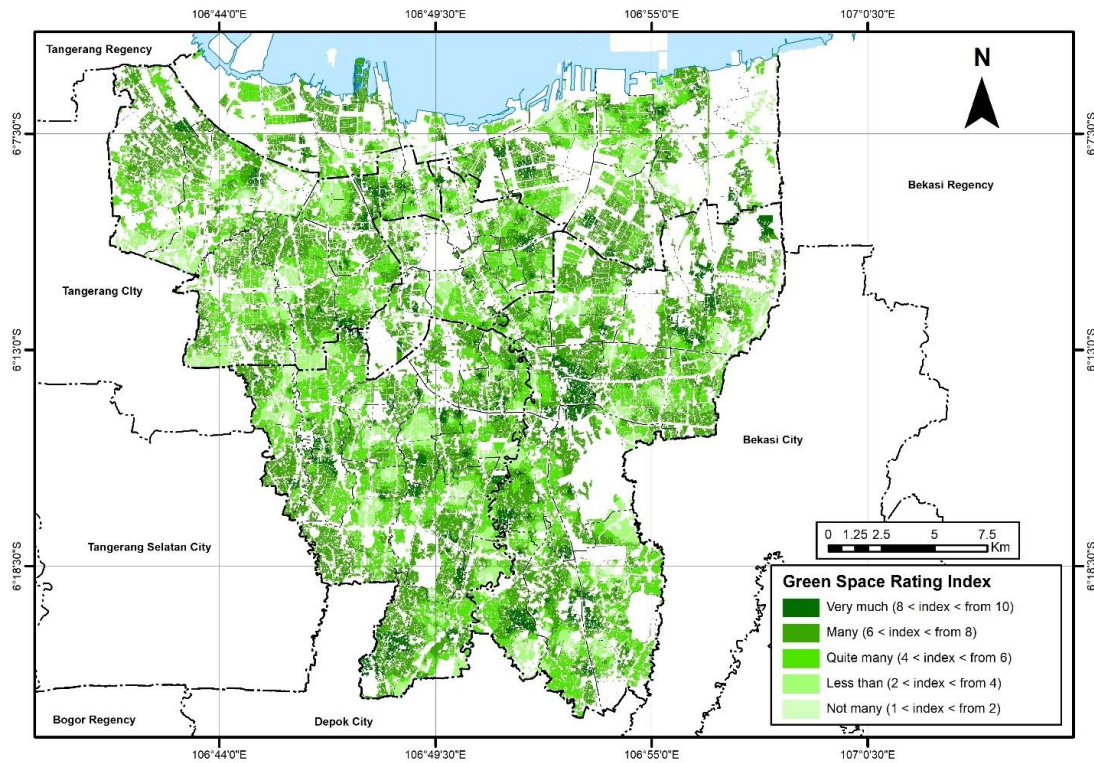 106°44'0"E 106°49'30"E 106°55'0"E 107°0'30"E
Tangerang Regency
N
6°7'30"S 6°7'30"S
Bekasi Regency
Tangerang CIty
6°13'0"S 6°13'0"S
Bekasi City
Tangerang Selatan City
0 1.25 2.5 5 7.5
Km
6°18'30"S 6°18'30"S
Green Space Rating Index
Very much (8 < index < from 10)
Many (6 < index < from 8)
Quite many (4 < index < from 6)
Less than (2 < index < from 4)
Not many (1 < index < from 2)
Bogor Regency
Depok City
106°44'0"E 106°49'30"E 106°55'0"E 107°0'30"E